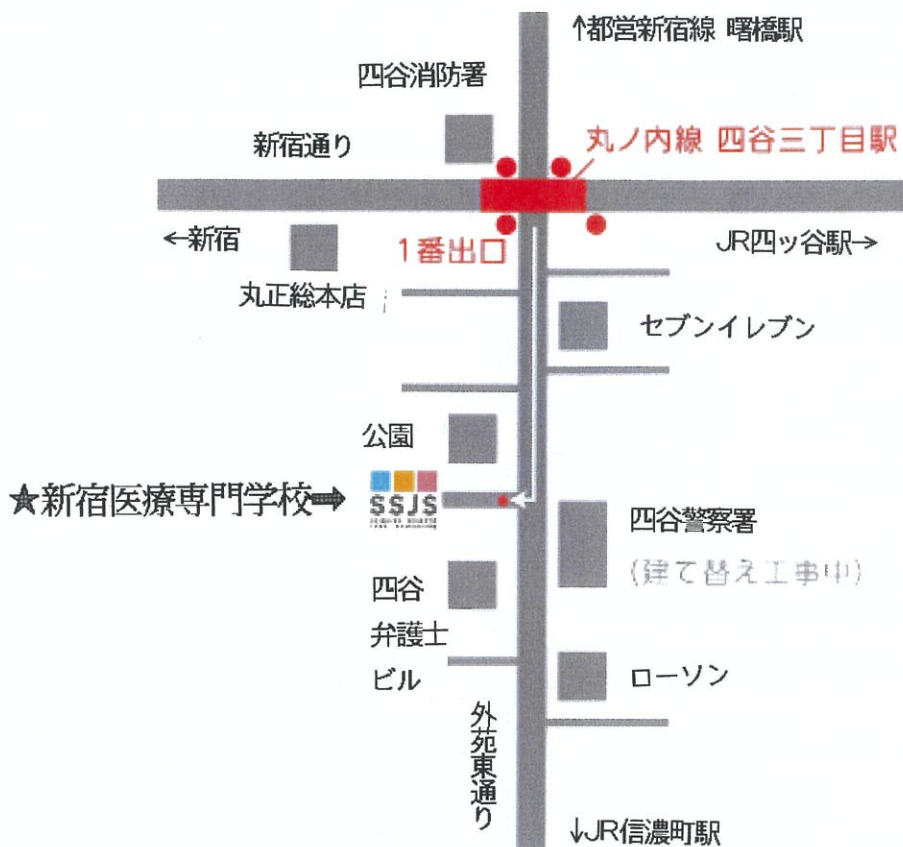 ↑都営新宿線 曙橋駅
四谷消防署
新宿通り
丸ノ内線 四谷三丁目駅
←新宿
1番出口
JR四ッ谷駅→
丸正総本店
セブンイレブン
公園
★新宿医療専門学校➡
SSJS
四谷警察署
(建て替え工事中)
四谷
弁護士
ビル
ローソン
外苑東通り
↓JR信濃町駅